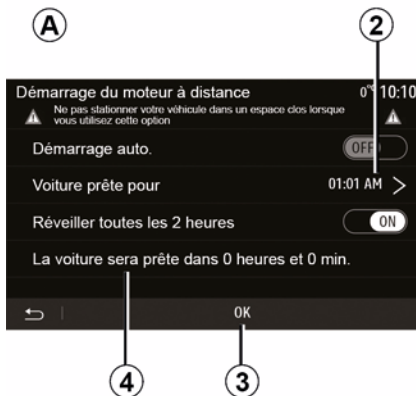 A
2
Démarrage du moteur à distance 0°C 10:10
Ne pas stationner votre véhicule dans un espace clos lorsque
vous utilisez cette option
Démarrage auto. OFF
Voiture prête pour 01:01 AM >
Réveiller toutes les 2 heures ON
La voiture sera prête dans 0 heures et 0 min.
OK
4
3